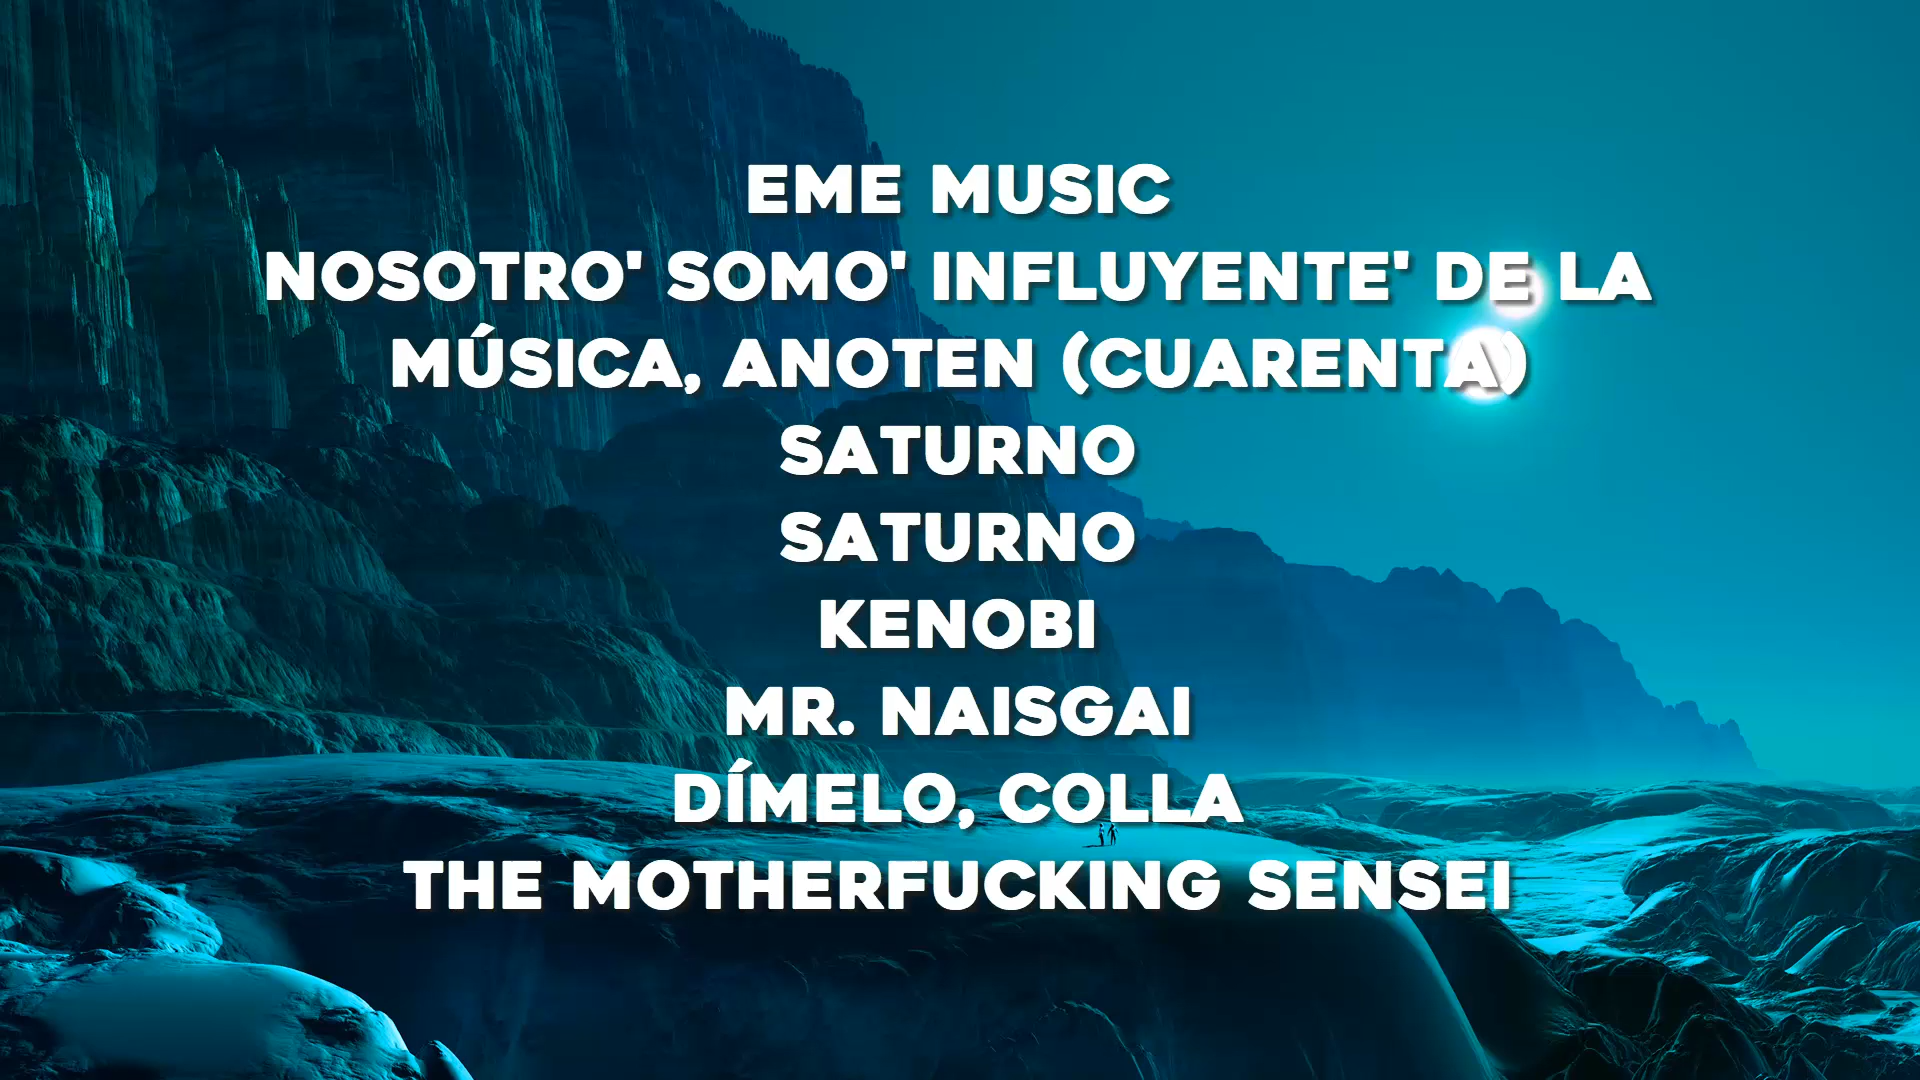 EME MUSIC
NOSOTRO' SOMO' INFLUYENTE' DE LA
MÚSICA, ANOTEN (CUARENTA)
SATURNO
SATURNO
KENOBI
MR. NAISGAI
DÍMELO, COLLA
THE MOTHERFUCKING SENSEI